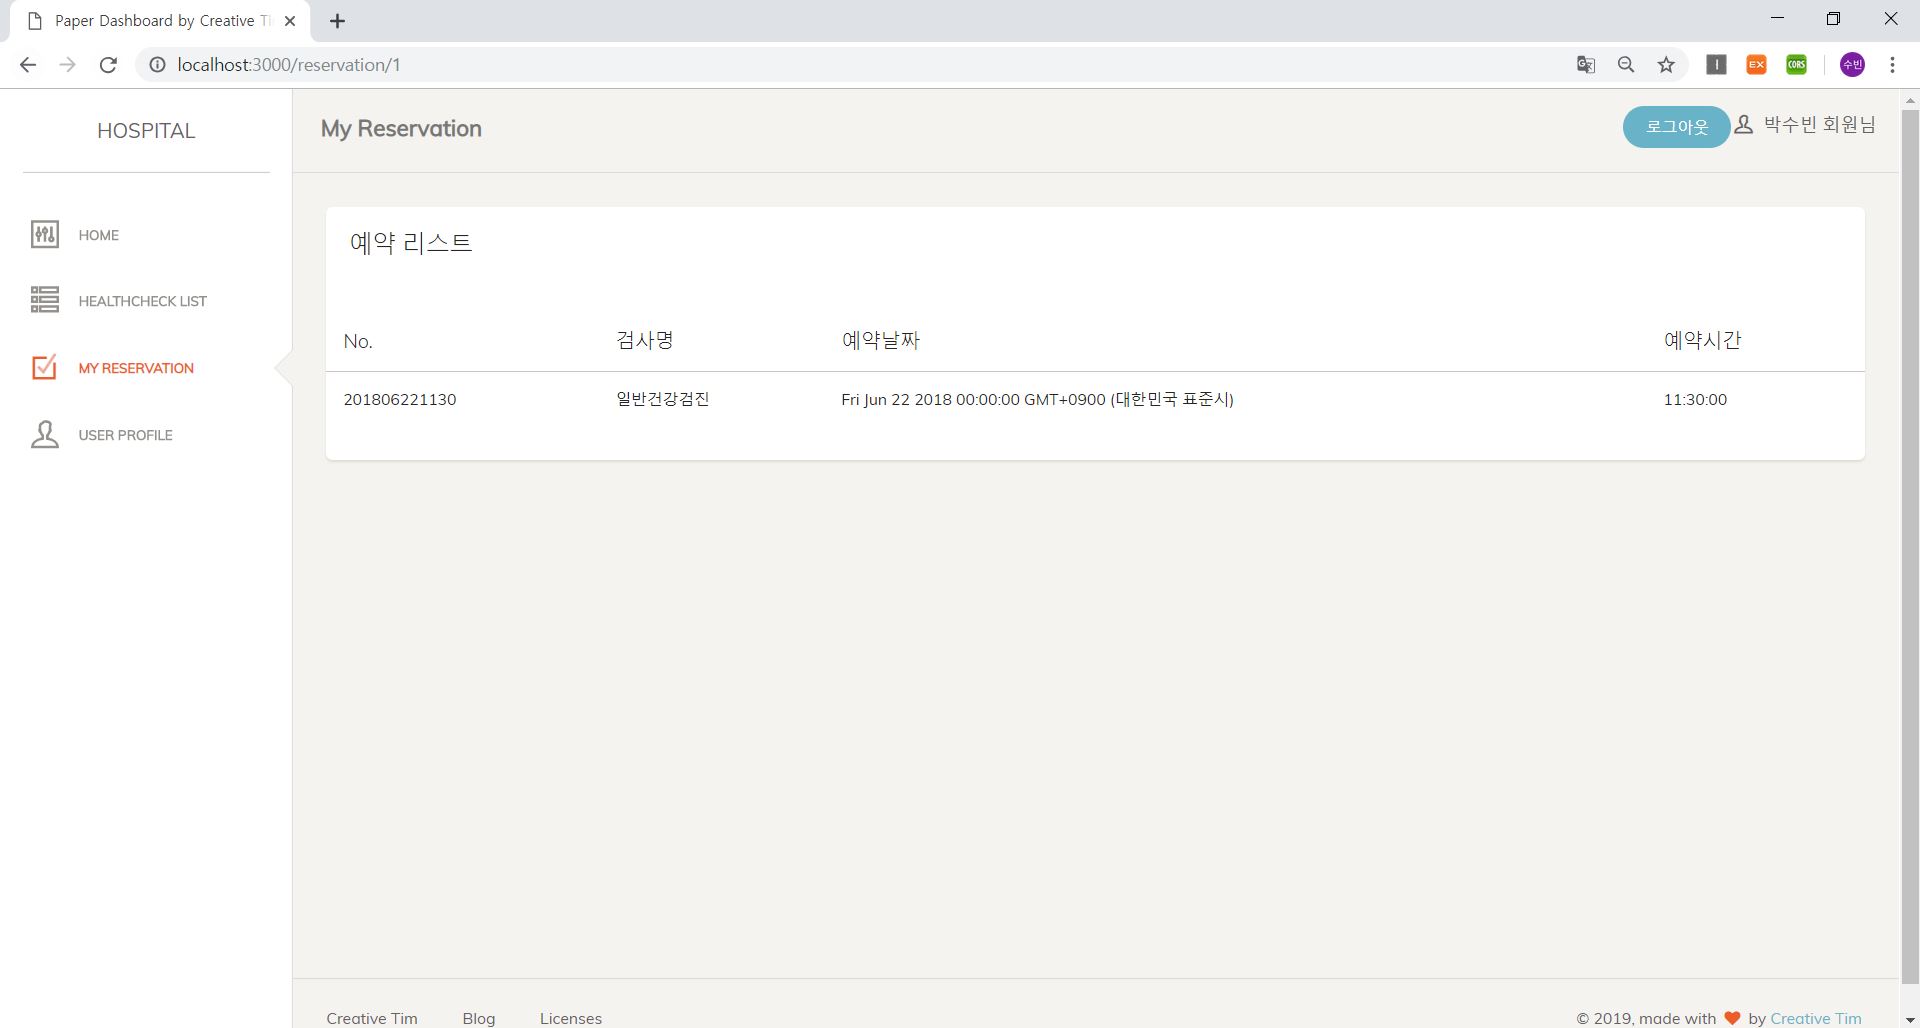 Paper Dashboard by Creative Ti
localhost:3000/reservation/1
EX
CORS
수빈
HOSPITAL
My Reservation
로그아웃
박수빈 회원님
HOME
HEALTHCHECK LIST
MY RESERVATION
USER PROFILE
예약 리스트
No. 검사명 예약날짜 예약시간
201806221130 일반건강검진 Fri Jun 22 2018 00:00:00 GMT+0900 (대한민국 표준시) 11:30:00
Creative Tim Blog Licenses
© 2019, made with by Creative Tim